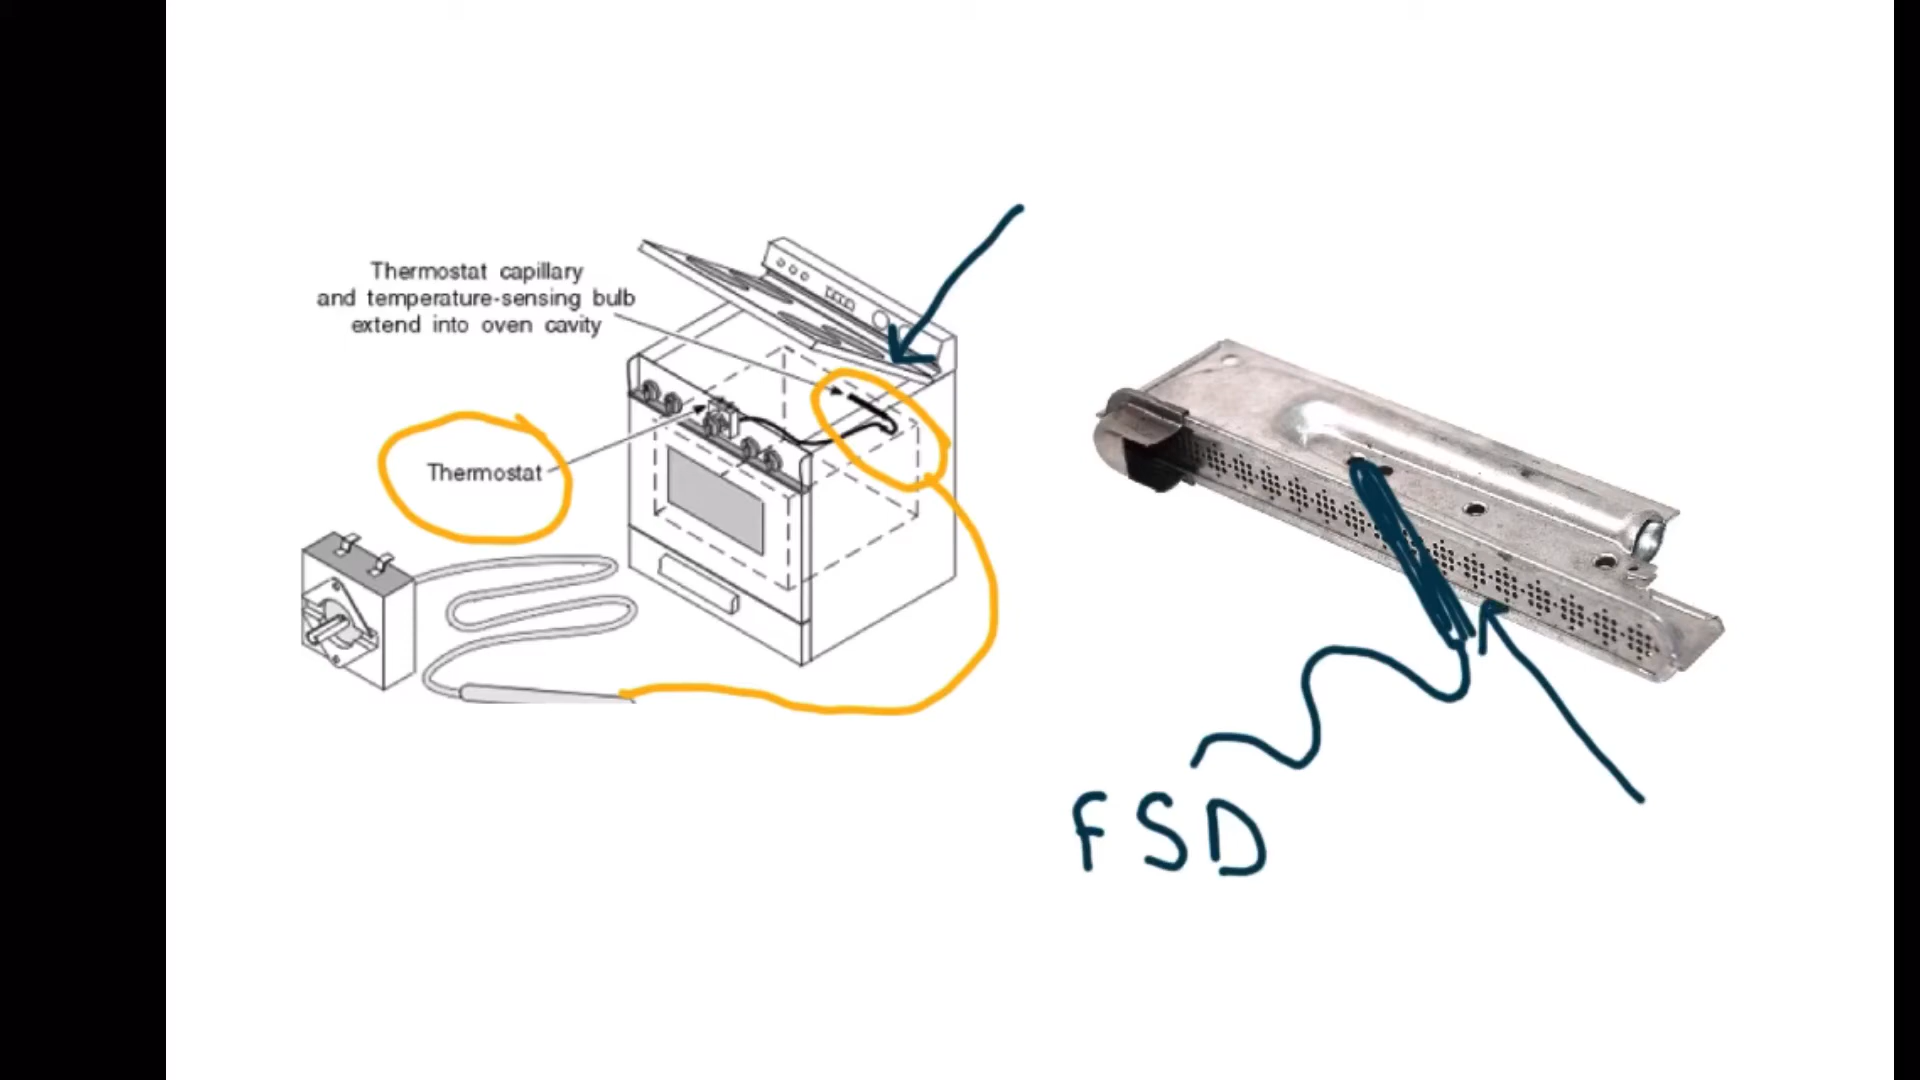 Thermostat capillary
and temperature-sensing bulb
extend into oven cavity
Thermostat
FSD